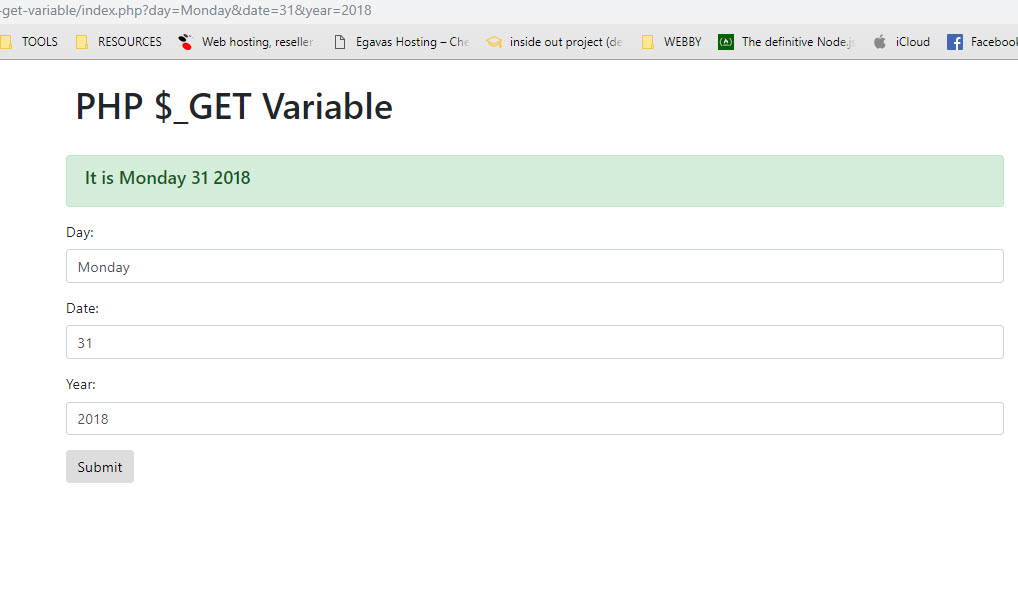 -get-variable/index.php?day=Monday&date=31&year=2018
TOOLS RESOURCES Web hosting, reseller Egavas Hosting – Che inside out project (de WEBBY The definitive Node.js iCloud Facebook
PHP $_GET Variable
It is Monday 31 2018
Day:
Monday
Date:
31
Year:
2018
Submit